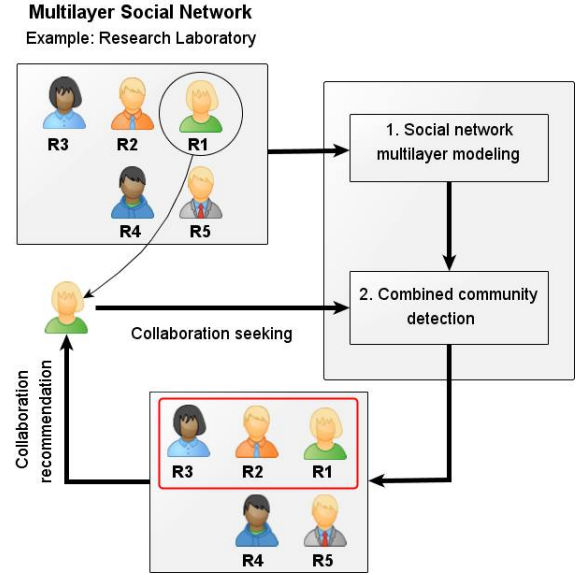 Multilayer Social Network
Example: Research Laboratory
R3 R2 R1
R4 R5
1. Social network
multilayer modeling
2. Combined community
detection
Collaboration seeking
Collaboration
recommendation
R3 R2 R1
R4 R5